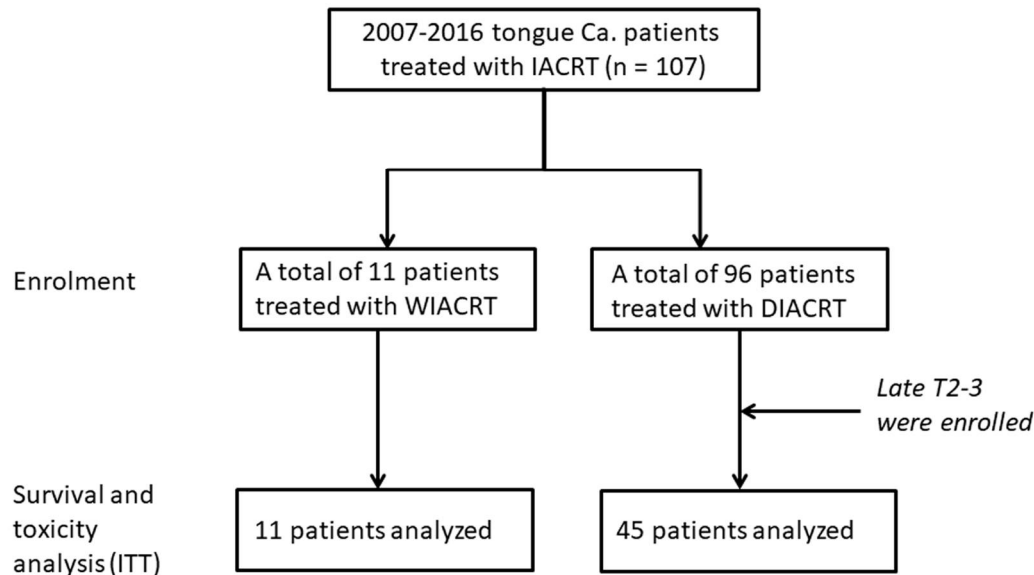 2007-2016 tongue Ca. patients
treated with IACRT (n = 107)
Enrolment
A total of 11 patients
treated with WIACRT
A total of 96 patients
treated with DIACRT
Late T2-3
were enrolled
Survival and
toxicity
analysis (ITT)
11 patients analyzed
45 patients analyzed